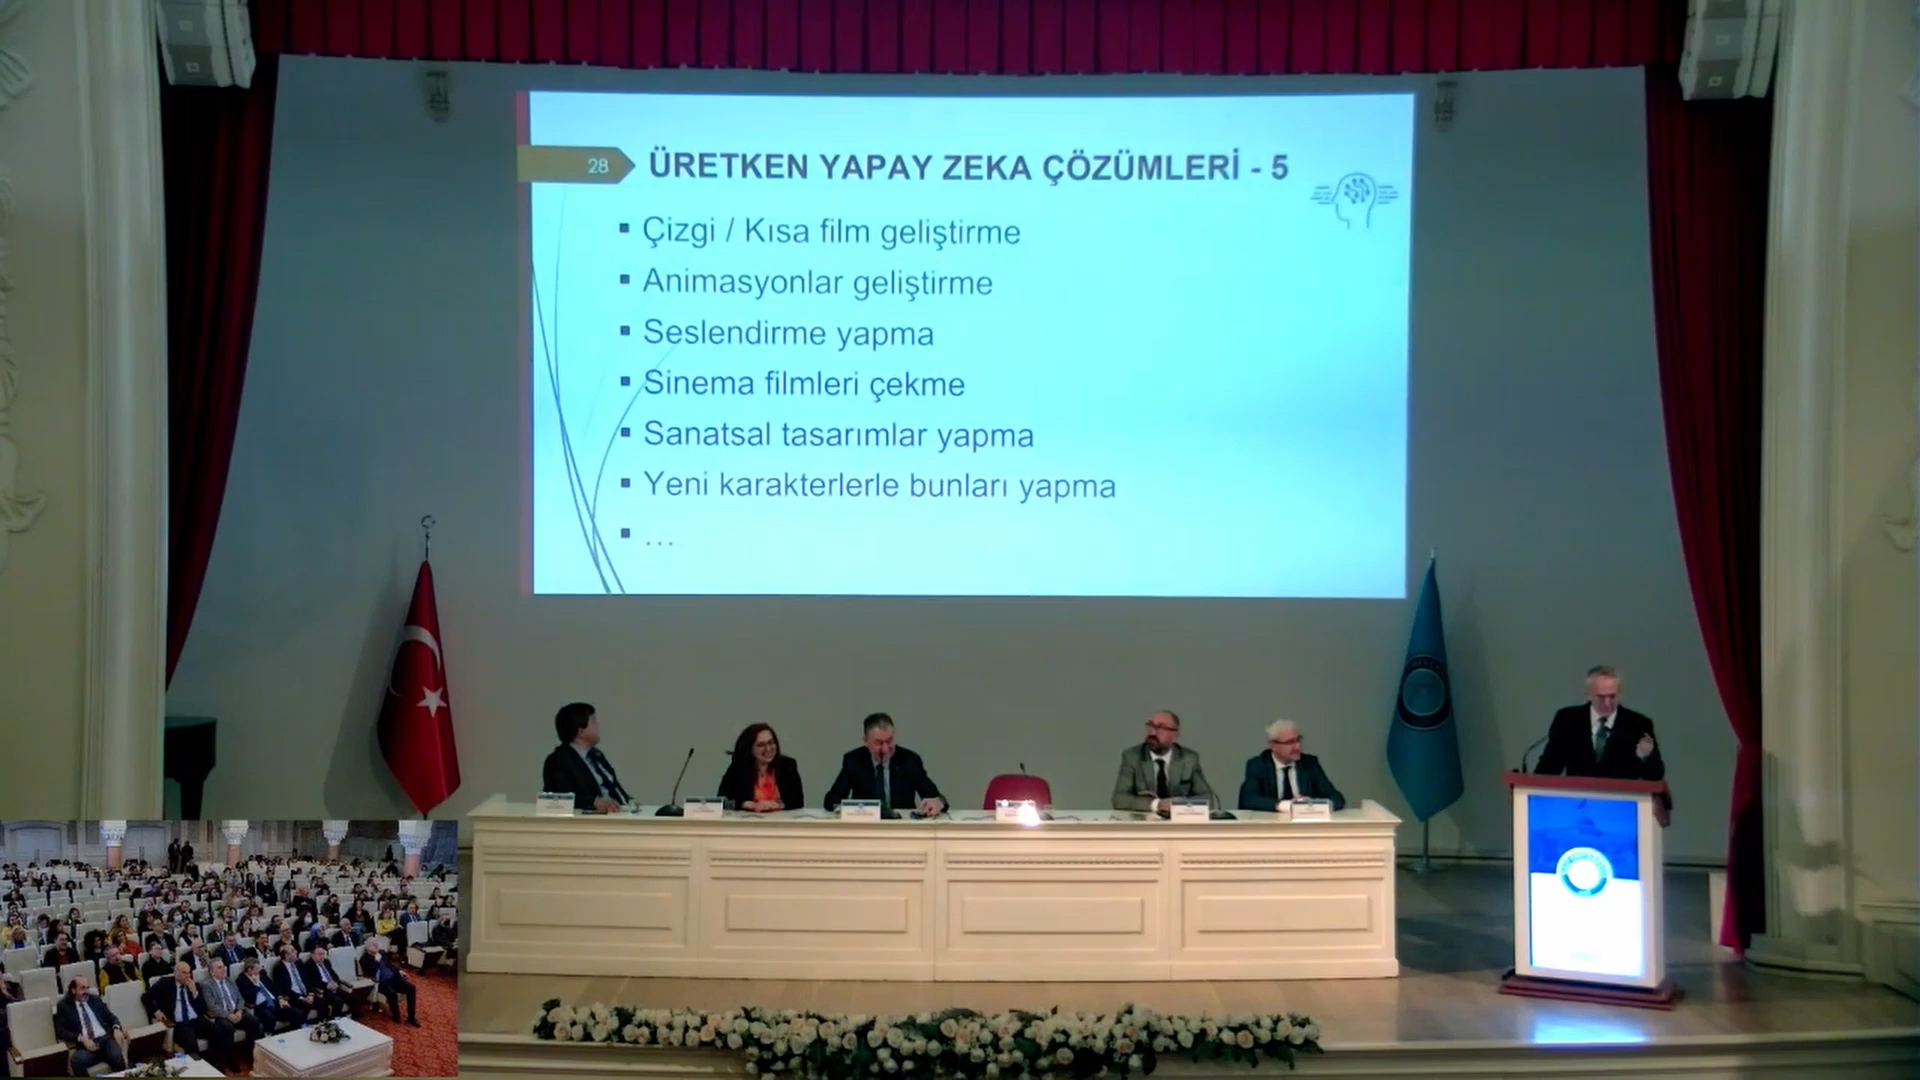 28
ÜRETKEN YAPAY ZEKA ÇÖZÜMLERİ - 5
▪ Çizgi / Kısa film geliştirme
▪ Animasyonlar geliştirme
▪ Seslendirme yapma
▪ Sinema filmleri çekme
▪ Sanatsal tasarımlar yapma
▪ Yeni karakterlerle bunları yapma
▪ ...